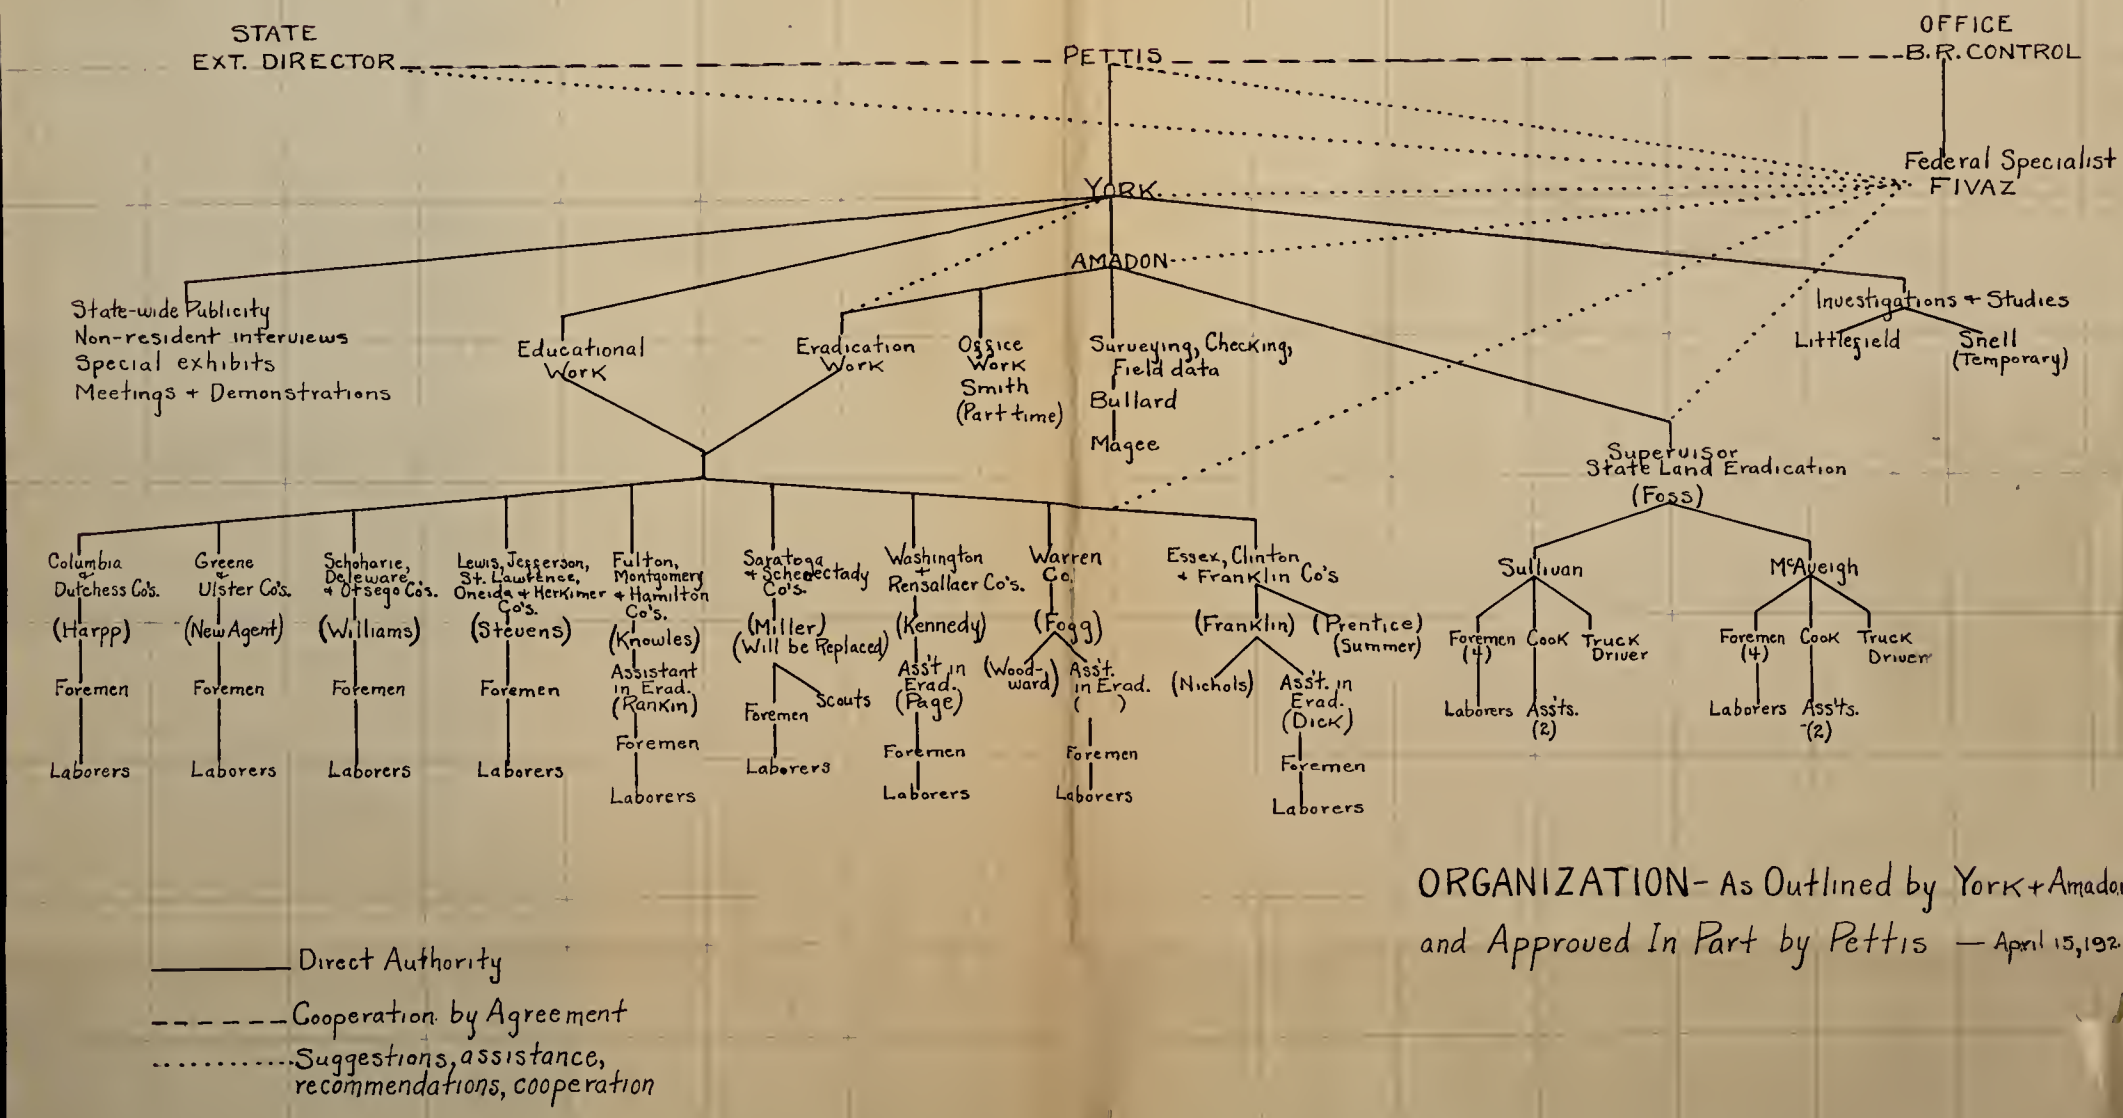 STATE
EXT. DIRECTOR
PETTIS
OFFICE
B.R. CONTROL
Federal Specialist
FIVAZ
YORK
AMADON
State-wide Publicity
Non-resident interviews
Special exhibits
Meetings + Demonstrations
Educational
Work
Eradication
Work
Office
Work
Smith
(Part time)
Surveying, Checking,
Field data
Bullard
Magee
Investigations + Studies
Littlefield
Snell
(Temporary)
Supervisor
State Land Eradication
(Foss)
Columbia
&
Dutchess Co's.
(Harpp)
Foremen
Laborers
Greene
&
Ulster Co's.
(New Agent)
Foremen
Laborers
Schoharie,
Deleware,
+ Otsego Co's.
(Williams)
Foremen
Laborers
Lewis, Jefferson,
St. Lawrence,
Oneida + Herkimer
Co's.
(Stevens)
Foremen
Laborers
Fulton,
Montgomery
+ Hamilton
Co's.
(Knowles)
Assistant
in Erad.
(Rankin)
Foremen
Laborers
Saratoga
+ Schenectady
Co's.
(Miller)
(Will be Replaced)
Foremen
Scouts
Laborers
Washington
+
Rensallaer Co's.
(Kennedy)
Ass't in
Erad.
(Page)
Foremen
Laborers
Warren
Co.
(Fogg)
(Wood-
ward)
Ass't.
in Erad.
( )
Foremen
Laborers
Essex, Clinton
+ Franklin Co's
(Franklin)
(Prentice)
(Summer)
(Nichols)
Ass't. in
Erad.
(Dick)
Foremen
Laborers
Sullivan
Foremen
(4)
Cook
Truck
Driver
Laborers
Ass'ts.
(2)
McAveigh
Foremen
(4)
Cook
Truck
Driver
Laborers
Ass'ts.
(2)
ORGANIZATION - As Outlined by York + Amadon
and Approved In Part by Pettis — April 15, 192
Direct Authority
Cooperation by Agreement
Suggestions, assistance,
recommendations, cooperation